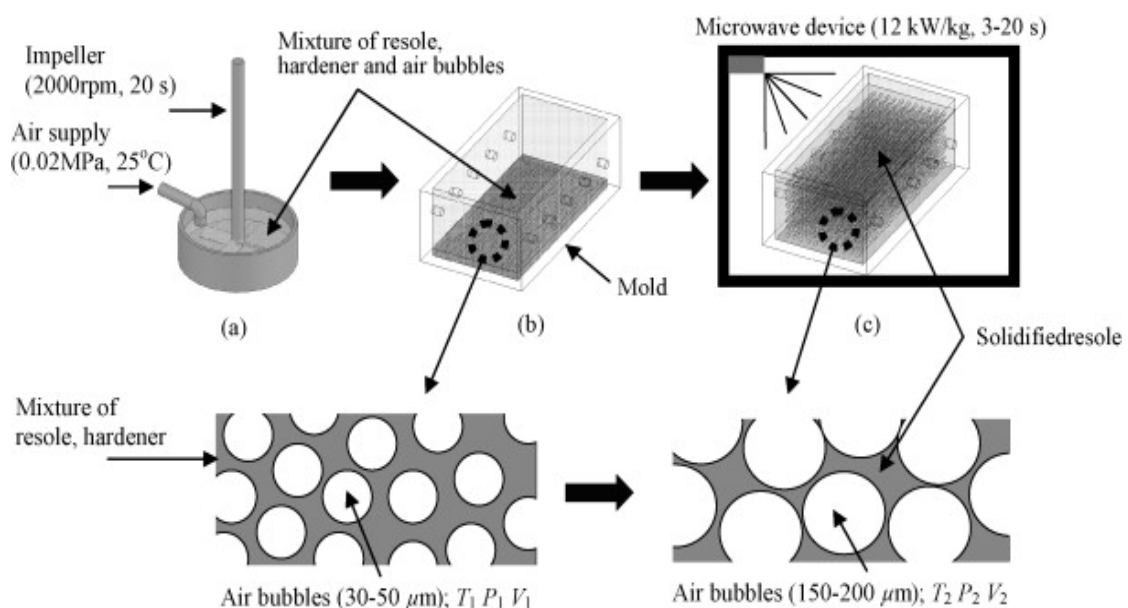 Microwave device (12 kW/kg, 3-20 s)
Impeller
(2000rpm, 20 s)
Mixture of resole,
hardener and air bubbles
Air supply
(0.02MPa, 25°C)
Mold
(a)
(b)
(c)
Solidifiedresole
Mixture of
resole, hardener
Air bubbles (30-50 μm); T₁ P₁ V₁
Air bubbles (150-200 μm); T₂ P₂ V₂